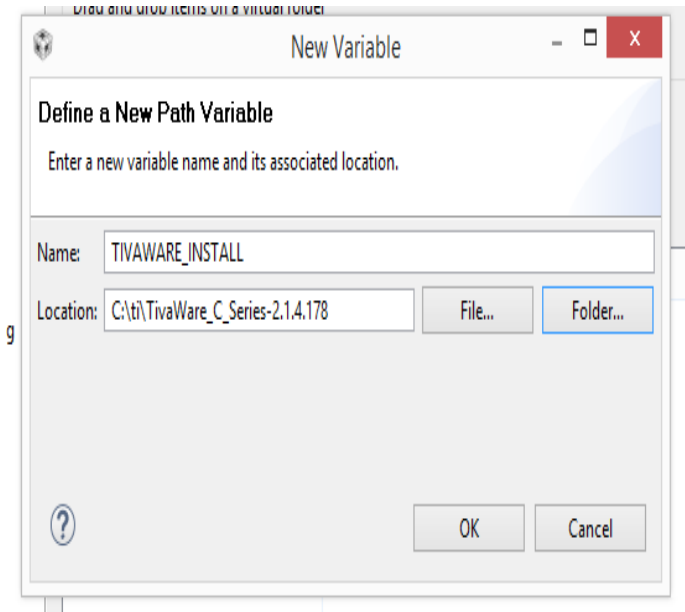 Drag and drop items on a virtual folder
New Variable
X
Define a New Path Variable
Enter a new variable name and its associated location.
Name: TIVAWARE_INSTALL
Location: C:\ti\TivaWare_C_Series-2.1.4.178 File... Folder...
g
?
OK Cancel